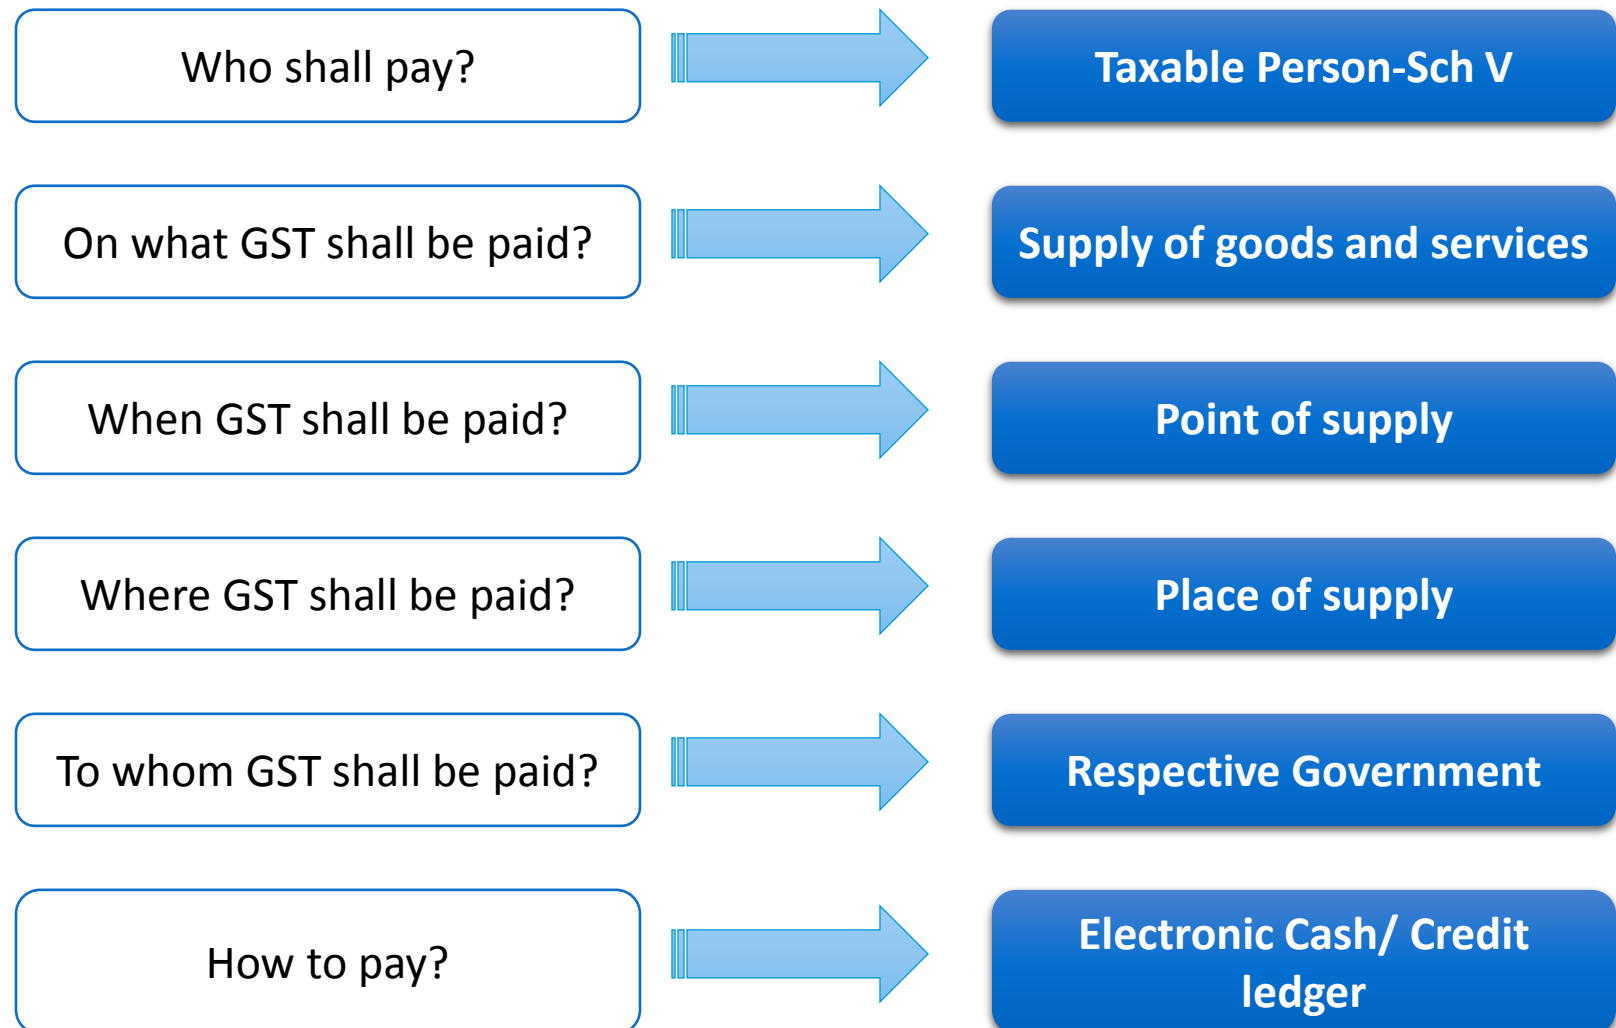 Who shall pay?
Taxable Person-Sch V
On what GST shall be paid?
Supply of goods and services
When GST shall be paid?
Point of supply
Where GST shall be paid?
Place of supply
To whom GST shall be paid?
Respective Government
How to pay?
Electronic Cash/ Credit
ledger